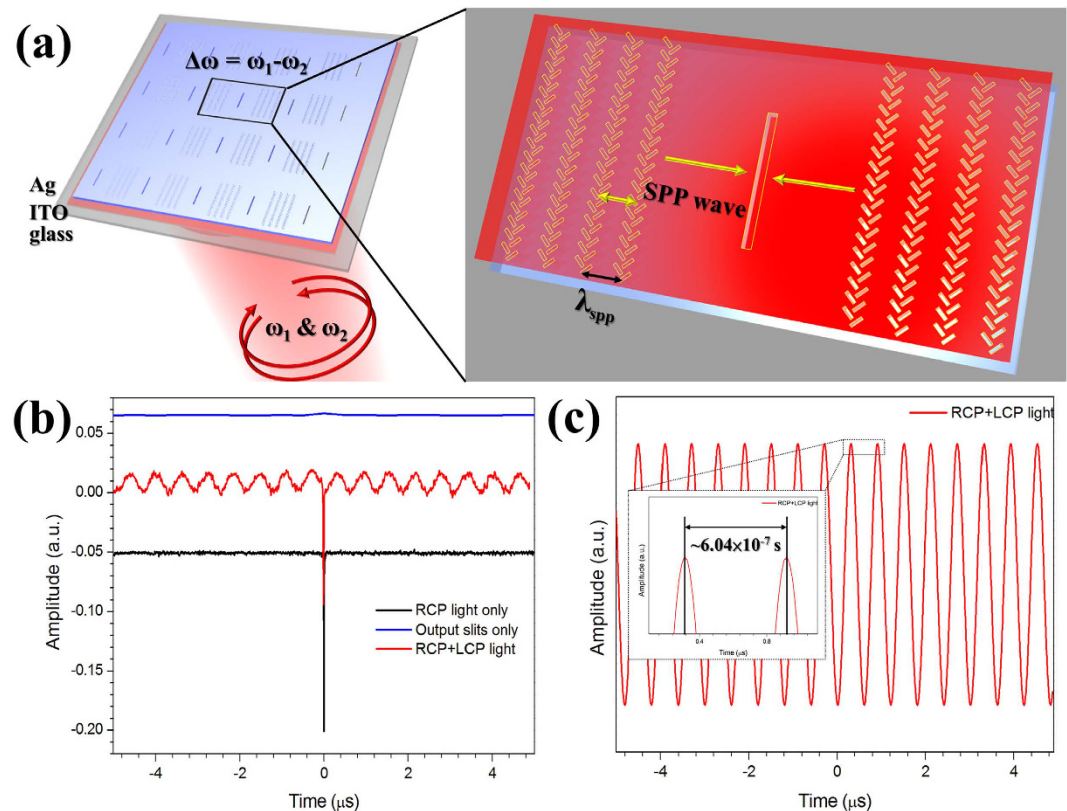 (a)
Δω = ω₁-ω₂
Ag
ITO
glass
ω₁ & ω₂
SPP wave
λspp
(b)
0.05
0.00
-0.05
-0.10
-0.15
-0.20
Amplitude (a.u.)
RCP light only
Output slits only
RCP+LCP light
-4
-2
0
2
4
Time (μs)
(c)
RCP+LCP light
Amplitude (a.u.)
RCP+LCP light
~6.04×10⁻⁷ s
Amplitude (a.u.)
0.4
0.8
Time (μs)
-4
-2
0
2
4
Time (μs)